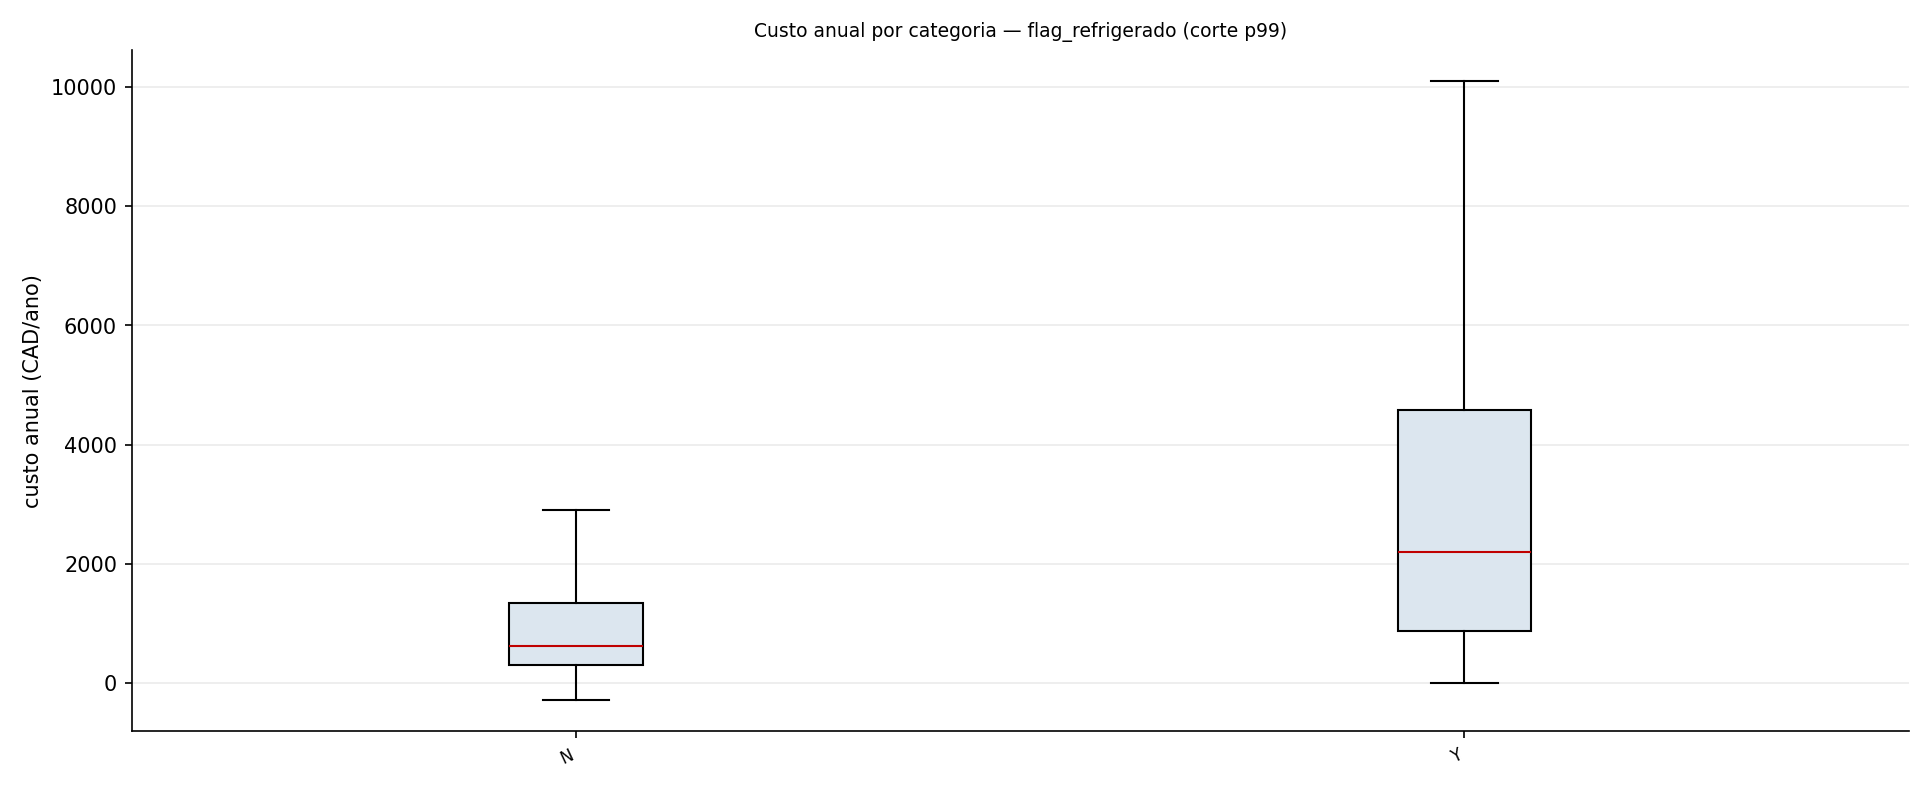 Custo anual por categoria — flag_refrigerado (corte p99)
custo anual (CAD/ano)
10000
8000
6000
4000
2000
0
N
Y